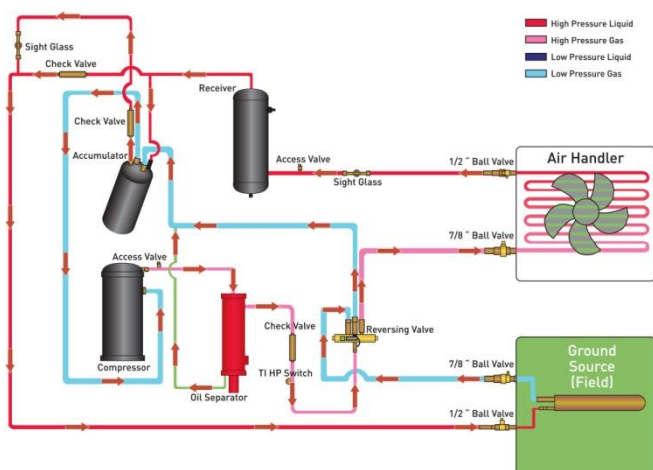 High Pressure Liquid
High Pressure Gas
Low Pressure Liquid
Low Pressure Gas
Sight Glass
Check Valve
Receiver
Check Valve
Accumulator
Access Valve
Sight Glass
1/2 ˝ Ball Valve
Air Handler
7/8 ˝ Ball Valve
Access Valve
Compressor
Oil Separator
Check Valve
TI HP Switch
Reversing Valve
7/8 ˝ Ball Valve
1/2 ˝ Ball Valve
Ground
Source
(Field)